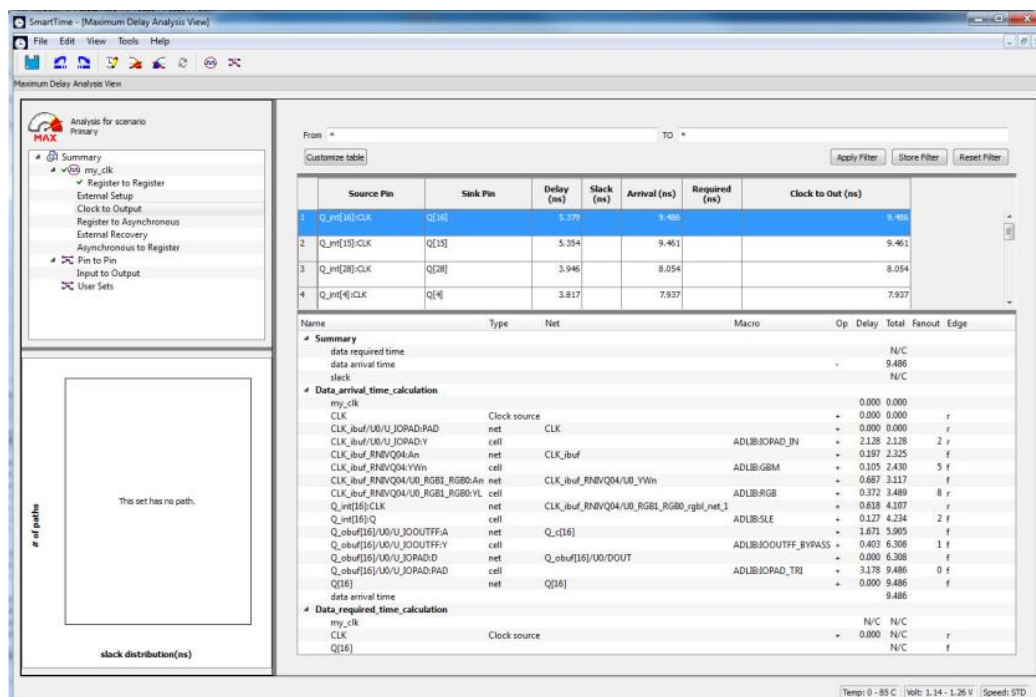 SmartTime - [Maximum Delay Analysis View]
File Edit View Tools Help
Maximum Delay Analysis View
MAX
Analysis for scenario
Primary
Summary
my_clk
Register to Register
External Setup
Clock to Output
Register to Asynchronous
External Recovery
Asynchronous to Register
Pin to Pin
Input to Output
User Sets
# of paths
This set has no path.
slack distribution(ns)
From * TO *
Customize table Apply Filter Store Filter Reset Filter
Source Pin Sink Pin Delay (ns) Slack (ns) Arrival (ns) Required (ns) Clock to Out (ns)
1 Q_int[16]:CLK Q[16] 5.379 9.486 9.486
2 Q_int[15]:CLK Q[15] 5.354 9.461 9.461
3 Q_int[28]:CLK Q[28] 3.946 8.054 8.054
4 Q_int[4]:CLK Q[4] 3.817 7.937 7.937
Name Type Net Macro Op Delay Total Fanout Edge
Summary
data required time N/C
data arrival time - 9.486
slack N/C
Data_arrival_time_calculation
my_clk 0.000 0.000
CLK Clock source + 0.000 0.000 r
CLK_ibuf/U0/U_IOPAD:PAD net CLK + 0.000 0.000 r
CLK_ibuf/U0/U_IOPAD:Y cell ADLIB:IOPAD_IN + 2.128 2.128 2 r
CLK_ibuf_RNIVQ04:An net CLK_ibuf + 0.197 2.325 f
CLK_ibuf_RNIVQ04:YWn cell ADLIB:GBM + 0.105 2.430 5 f
CLK_ibuf_RNIVQ04/U0_RGB1_RGB0:An net CLK_ibuf_RNIVQ04/U0_YWn + 0.687 3.117 f
CLK_ibuf_RNIVQ04/U0_RGB1_RGB0:YL cell ADLIB:RGB + 0.372 3.489 8 r
Q_int[16]:CLK net CLK_ibuf_RNIVQ04/U0_RGB1_RGB0_rgbl_net_1 + 0.618 4.107 r
Q_int[16]:Q cell ADLIB:SLE + 0.127 4.234 2 f
Q_obuf[16]/U0/U_IOOUTFF:A net Q_c[16] + 1.671 5.905 f
Q_obuf[16]/U0/U_IOOUTFF:Y cell ADLIB:IOOUTFF_BYPASS + 0.403 6.308 1 f
Q_obuf[16]/U0/U_IOPAD:D net Q_obuf[16]/U0/DOUT + 0.000 6.308 f
Q_obuf[16]/U0/U_IOPAD:PAD cell ADLIB:IOPAD_TRI + 3.178 9.486 0 f
Q[16] net Q[16] + 0.000 9.486 f
data arrival time 9.486
Data_required_time_calculation
my_clk N/C N/C
CLK Clock source + 0.000 N/C r
Q[16] N/C f
Temp: 0 - 85 C Volt: 1.14 - 1.26 V Speed: STD